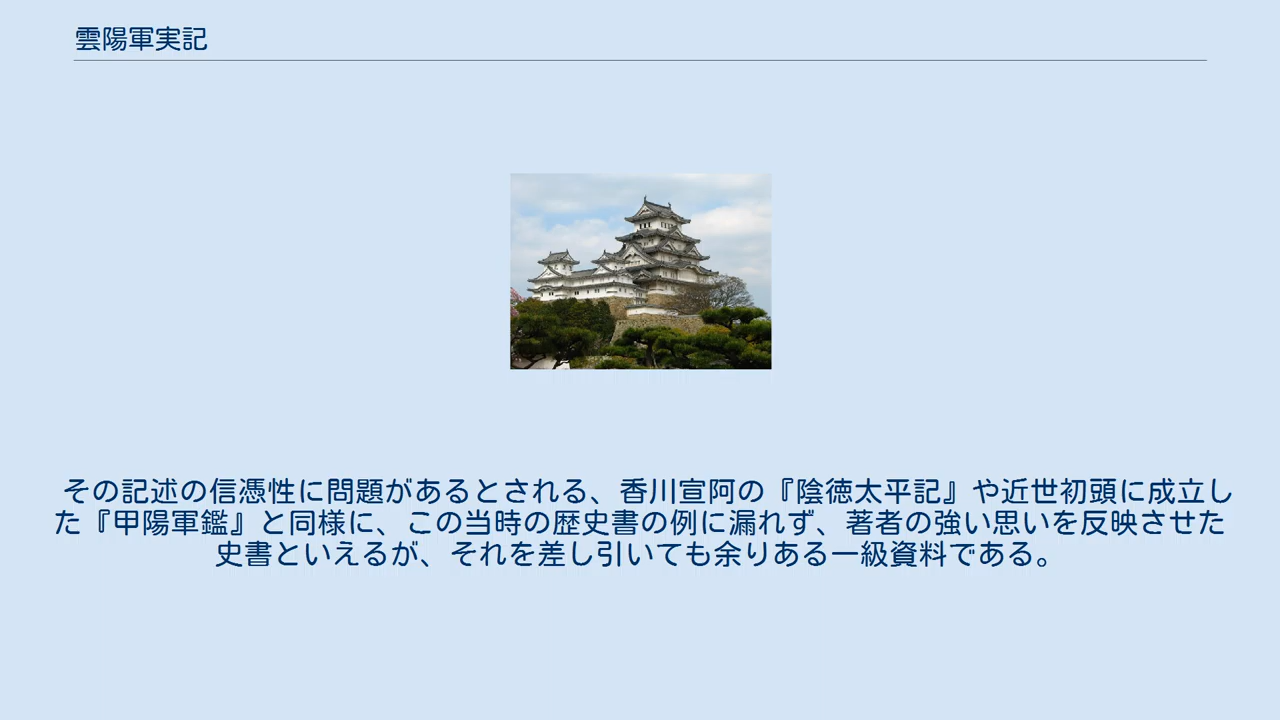 雲陽軍実記
その記述の信憑性に問題があるとされる、香川宣阿の『陰徳太平記』や近世初頭に成立し
た『甲陽軍鑑』と同様に、この当時の歴史書の例に漏れず、著者の強い思いを反映させた
史書といえるが、それを差し引いても余りある一級資料である。